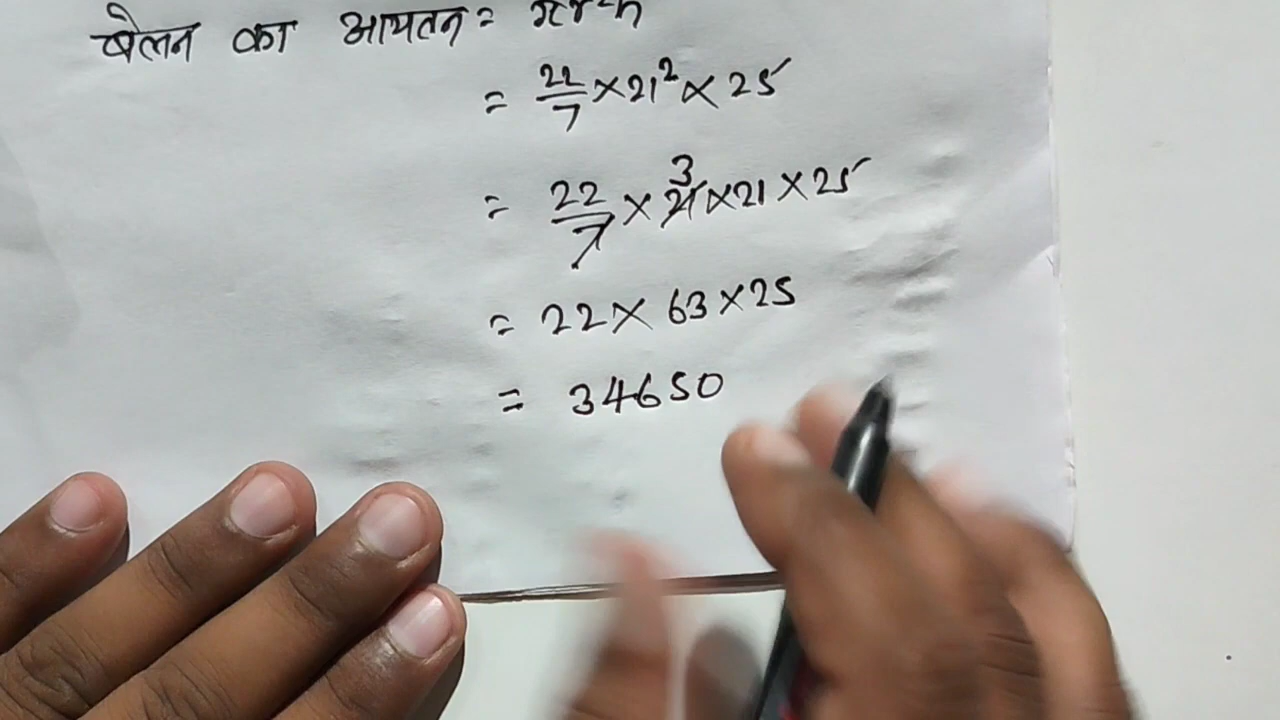 बेलन का आयतन = πr²h
= 22/7 × 21² × 25
= 22/7 × 21 3 × 21 × 25
= 22 × 63 × 25
= 34650